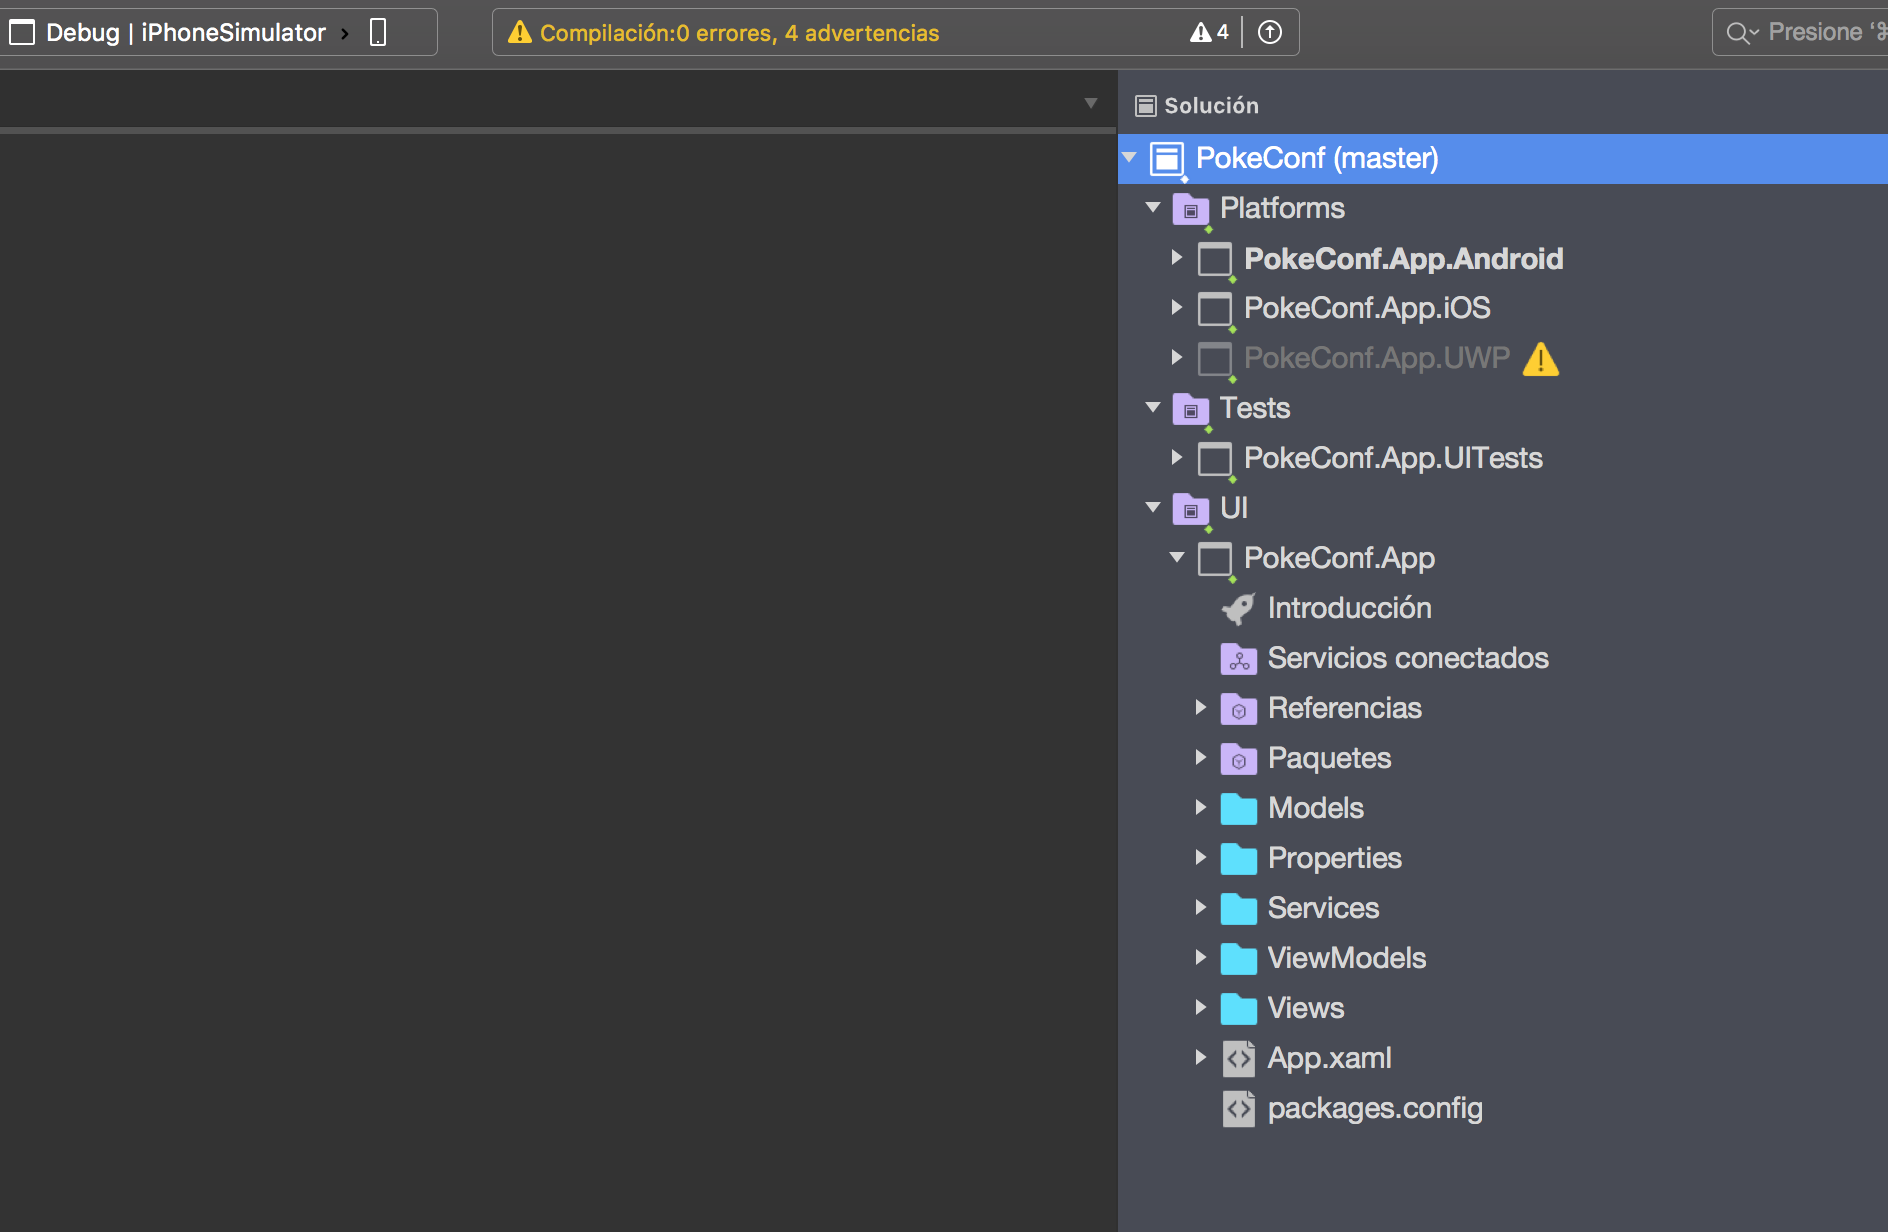 Debug | iPhoneSimulator
Compilación:0 errores, 4 advertencias
4
Presione ‘⌘
Solución
PokeConf (master)
Platforms
PokeConf.App.Android
PokeConf.App.iOS
PokeConf.App.UWP
Tests
PokeConf.App.UITests
UI
PokeConf.App
Introducción
Servicios conectados
Referencias
Paquetes
Models
Properties
Services
ViewModels
Views
App.xaml
packages.config